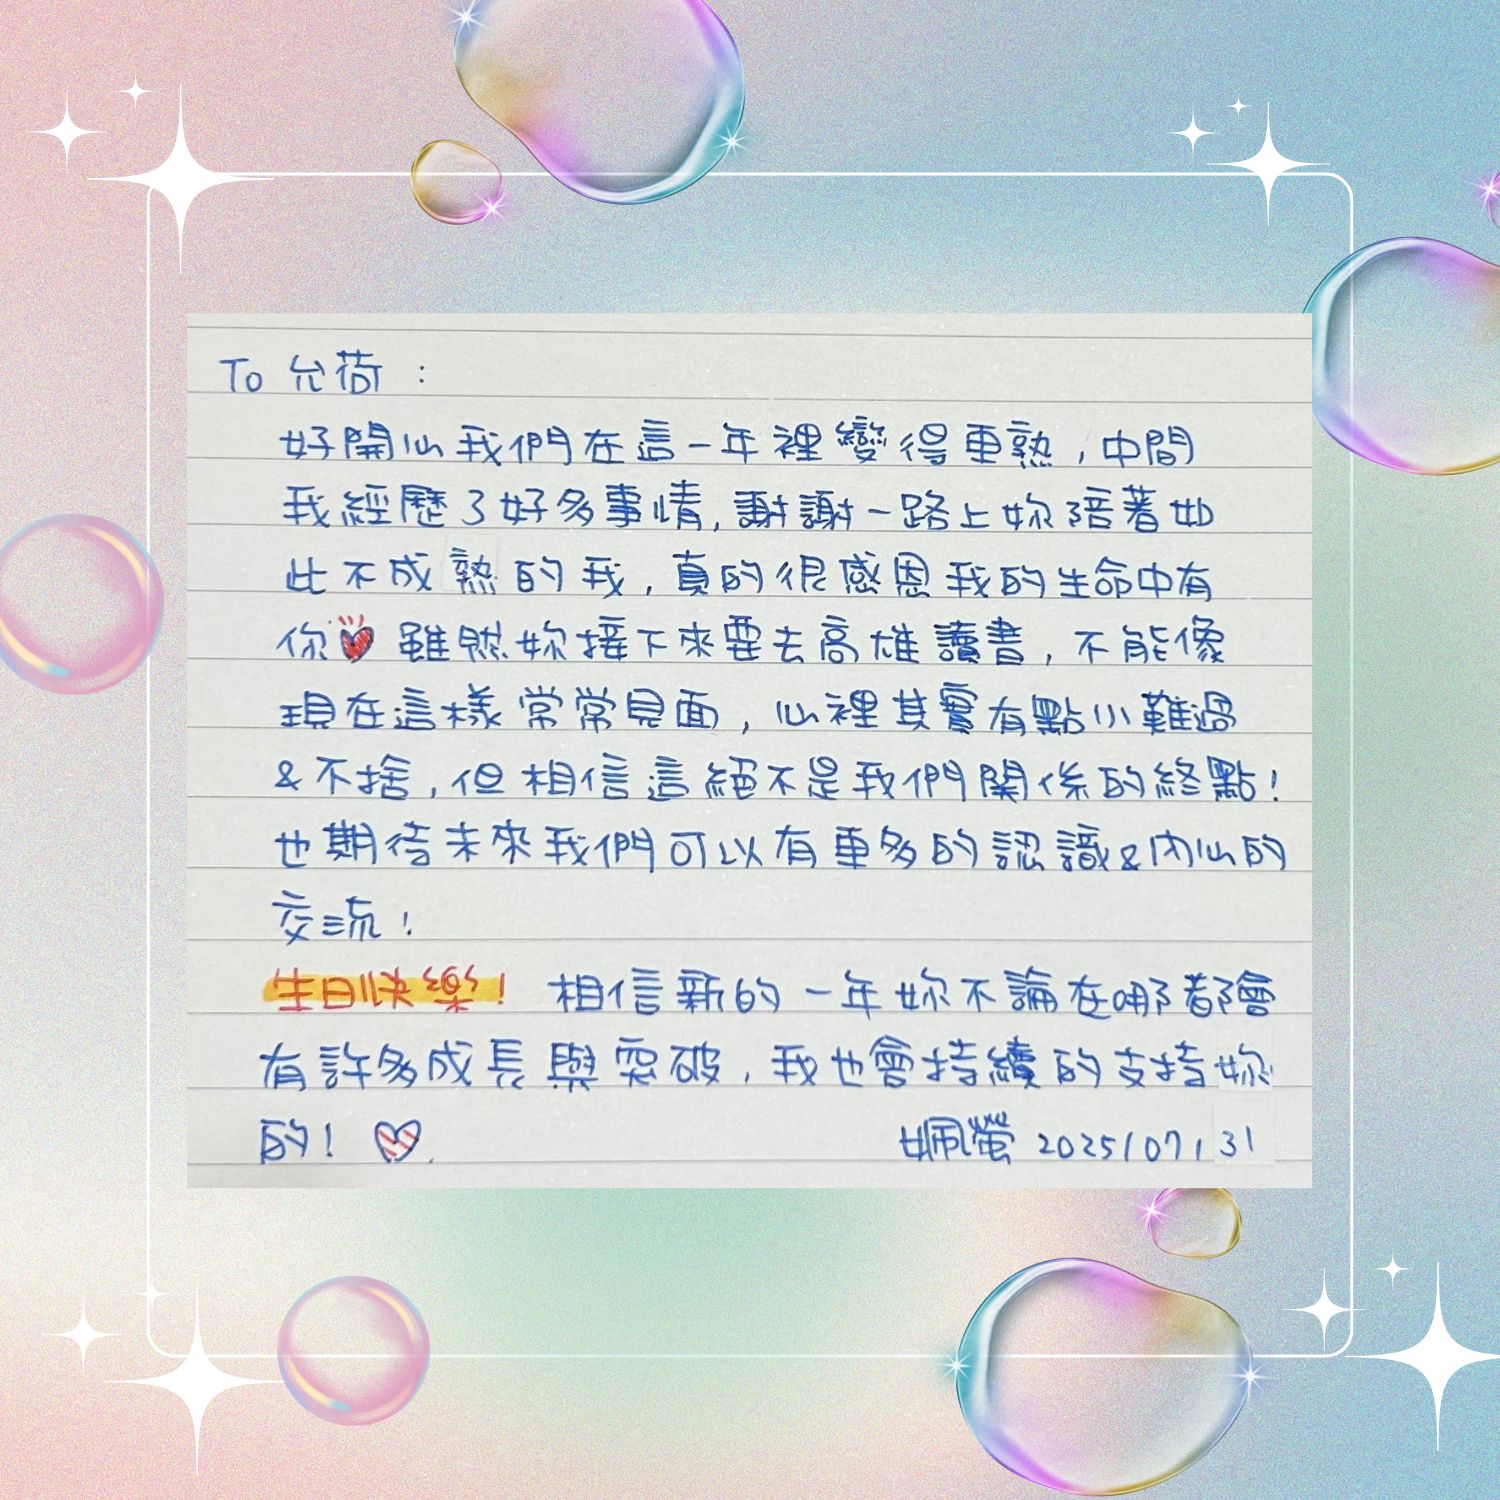 To 允荷：
好開心我們在這一年裡變得更熟，中間
我經歷了好多事情，謝謝一路上妳陪著如
此不成熟的我，真的很感恩我的生命中有
你 雖然妳接下來要去高雄讀書，不能像
現在這樣常常見面，心裡其實有點小難過
&不捨，但相信這絕不是我們關係的終點！
也期待未來我們可以有更多的認識&內心的
交流！
生日快樂！ 相信新的一年妳不論在哪都會
有許多成長與突破，我也會持續的支持妳
的！
姵螢 2025/07/31